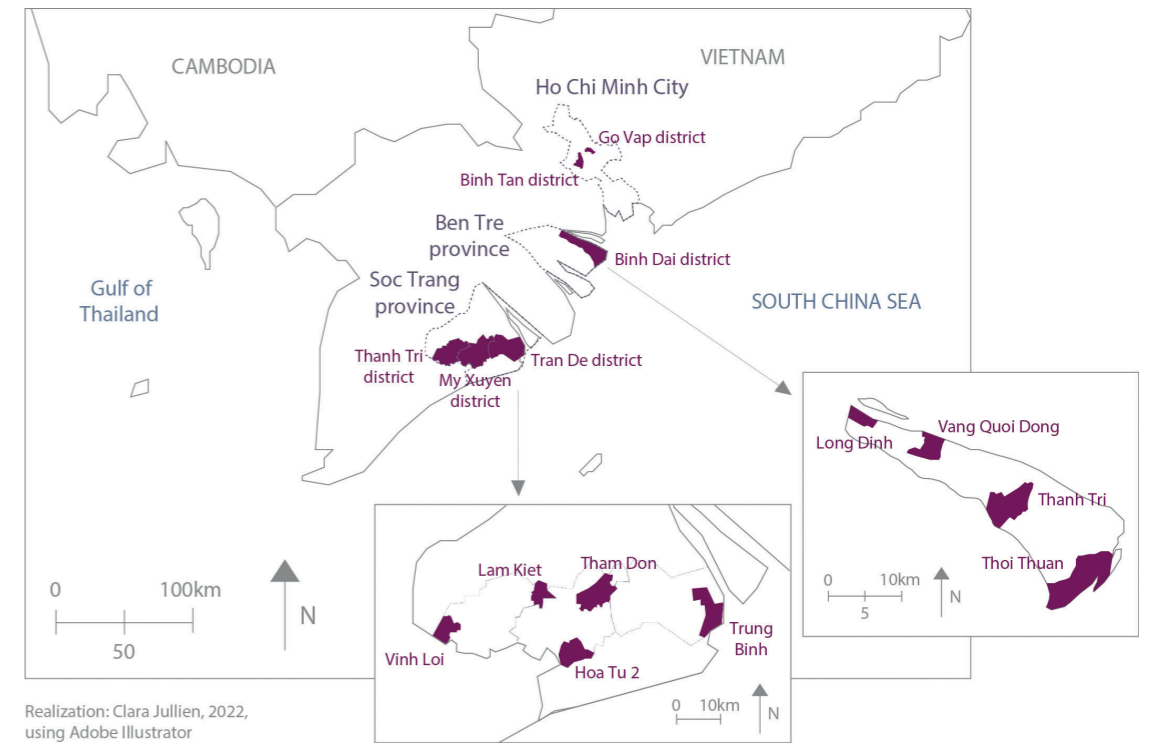 CAMBODIA
VIETNAM
Ho Chi Minh City
Go Vap district
Binh Tan district
Ben Tre
province
Binh Dai district
Soc Trang
province
Gulf of
Thailand
SOUTH CHINA SEA
Thanh Tri
district
My Xuyen
district
Tran De district
Long Dinh
Vang Quoi Dong
Thanh Tri
Thoi Thuan
0 10km
5
N
Lam Kiet
Tham Don
Vinh Loi
Hoa Tu 2
Trung
Binh
0 10km
N
0 100km
50
N
Realization: Clara Jullien, 2022,
using Adobe Illustrator